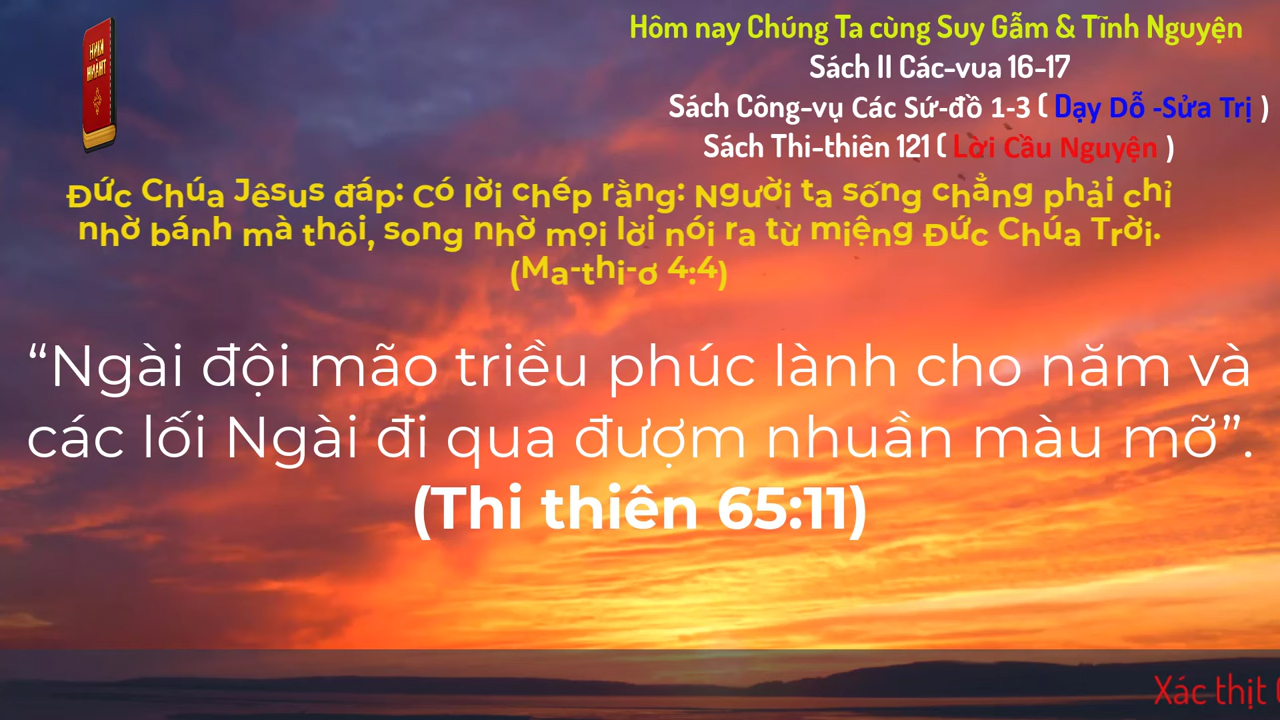 KINH
THÁNH
Hôm nay Chúng Ta cùng Suy Gẫm & Tĩnh Nguyện
Sách II Các-vua 16-17
Sách Công-vụ Các Sứ-đồ 1-3 ( Dạy Dỗ -Sửa Trị )
Sách Thi-thiên 121 ( Lời Cầu Nguyện )
Đức Chúa Jêsus đáp: Có lời chép rằng: Người ta sống chẳng phải chỉ
nhờ bánh mà thôi, song nhờ mọi lời nói ra từ miệng Đức Chúa Trời.
(Ma-thi-ơ 4:4)
“Ngài đội mão triều phúc lành cho năm và
các lối Ngài đi qua đượm nhuần màu mỡ”.
(Thi thiên 65:11)
Xác thịt